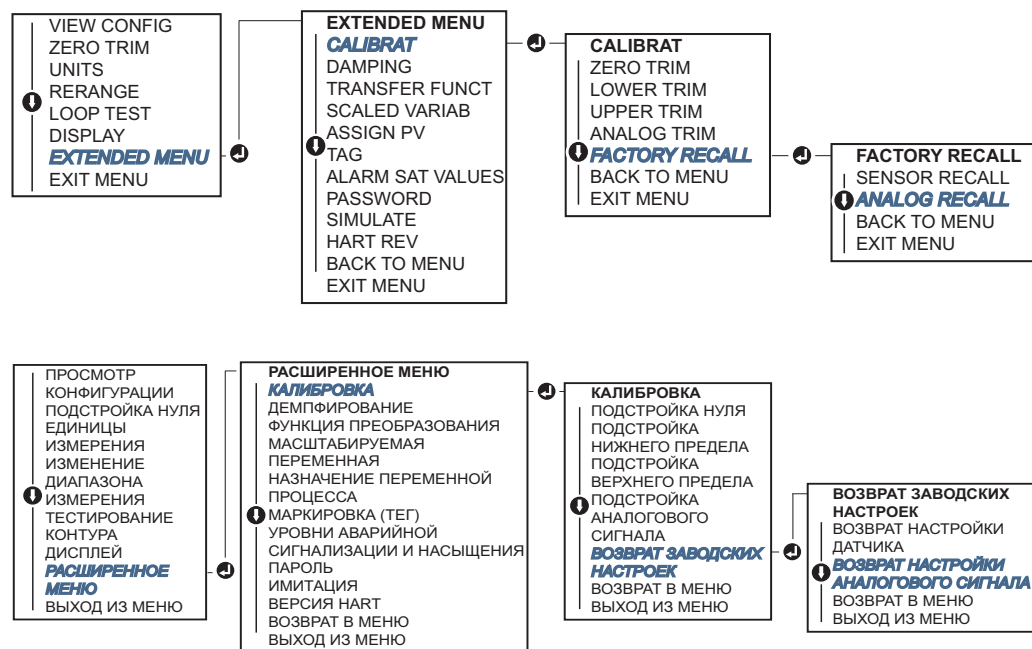 VIEW CONFIG
ZERO TRIM
UNITS
RERANGE
LOOP TEST
DISPLAY
EXTENDED MENU
EXIT MENU
EXTENDED MENU
CALIBRAT
DAMPING
TRANSFER FUNCT
SCALED VARIAB
ASSIGN PV
TAG
ALARM SAT VALUES
PASSWORD
SIMULATE
HART REV
BACK TO MENU
EXIT MENU
CALIBRAT
ZERO TRIM
LOWER TRIM
UPPER TRIM
ANALOG TRIM
FACTORY RECALL
BACK TO MENU
EXIT MENU
FACTORY RECALL
SENSOR RECALL
ANALOG RECALL
BACK TO MENU
EXIT MENU
ПРОСМОТР
КОНФИГУРАЦИИ
ПОДСТРОЙКА НУЛЯ
ЕДИНИЦЫ
ИЗМЕРЕНИЯ
ИЗМЕНЕНИЕ
ДИАПАЗОНА
ИЗМЕРЕНИЯ
ТЕСТИРОВАНИЕ
КОНТУРА
ДИСПЛЕЙ
РАСШИРЕННОЕ
МЕНЮ
ВЫХОД ИЗ МЕНЮ
РАСШИРЕННОЕ МЕНЮ
КАЛИБРОВКА
ДЕМПФИРОВАНИЕ
ФУНКЦИЯ ПРЕОБРАЗОВАНИЯ
МАСШТАБИРУЕМАЯ
ПЕРЕМЕННАЯ
НАЗНАЧЕНИЕ ПЕРЕМЕННОЙ
ПРОЦЕССА
МАРКИРОВКА (ТЕГ)
УРОВНИ АВАРИЙНОЙ
СИГНАЛИЗАЦИИ И НАСЫЩЕНИЯ
ПАРОЛЬ
ИМИТАЦИЯ
ВЕРСИЯ HART
ВОЗВРАТ В МЕНЮ
ВЫХОД ИЗ МЕНЮ
КАЛИБРОВКА
ПОДСТРОЙКА НУЛЯ
ПОДСТРОЙКА
НИЖНЕГО ПРЕДЕЛА
ПОДСТРОЙКА
ВЕРХНЕГО ПРЕДЕЛА
ПОДСТРОЙКА
АНАЛОГОВОГО
СИГНАЛА
ВОЗВРАТ ЗАВОДСКИХ
НАСТРОЕК
ВОЗВРАТ В МЕНЮ
ВЫХОД ИЗ МЕНЮ
ВОЗВРАТ ЗАВОДСКИХ
НАСТРОЕК
ВОЗВРАТ НАСТРОЙКИ
ДАТЧИКА
ВОЗВРАТ НАСТРОЙКИ
АНАЛОГОВОГО СИГНАЛА
ВОЗВРАТ В МЕНЮ
ВЫХОД ИЗ МЕНЮ